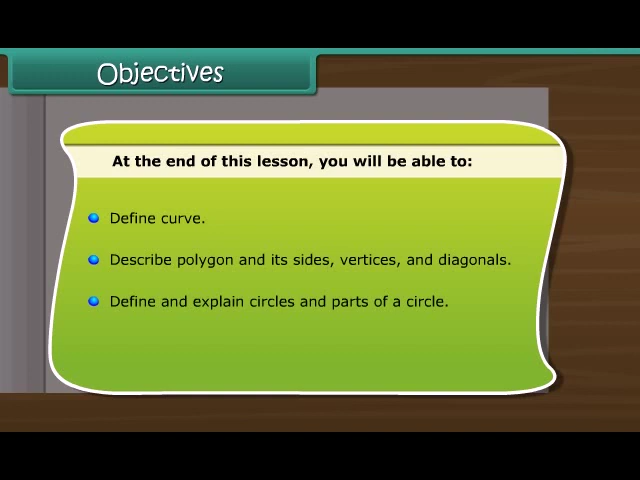 Objectives
At the end of this lesson, you will be able to:
Define curve.
Describe polygon and its sides, vertices, and diagonals.
Define and explain circles and parts of a circle.